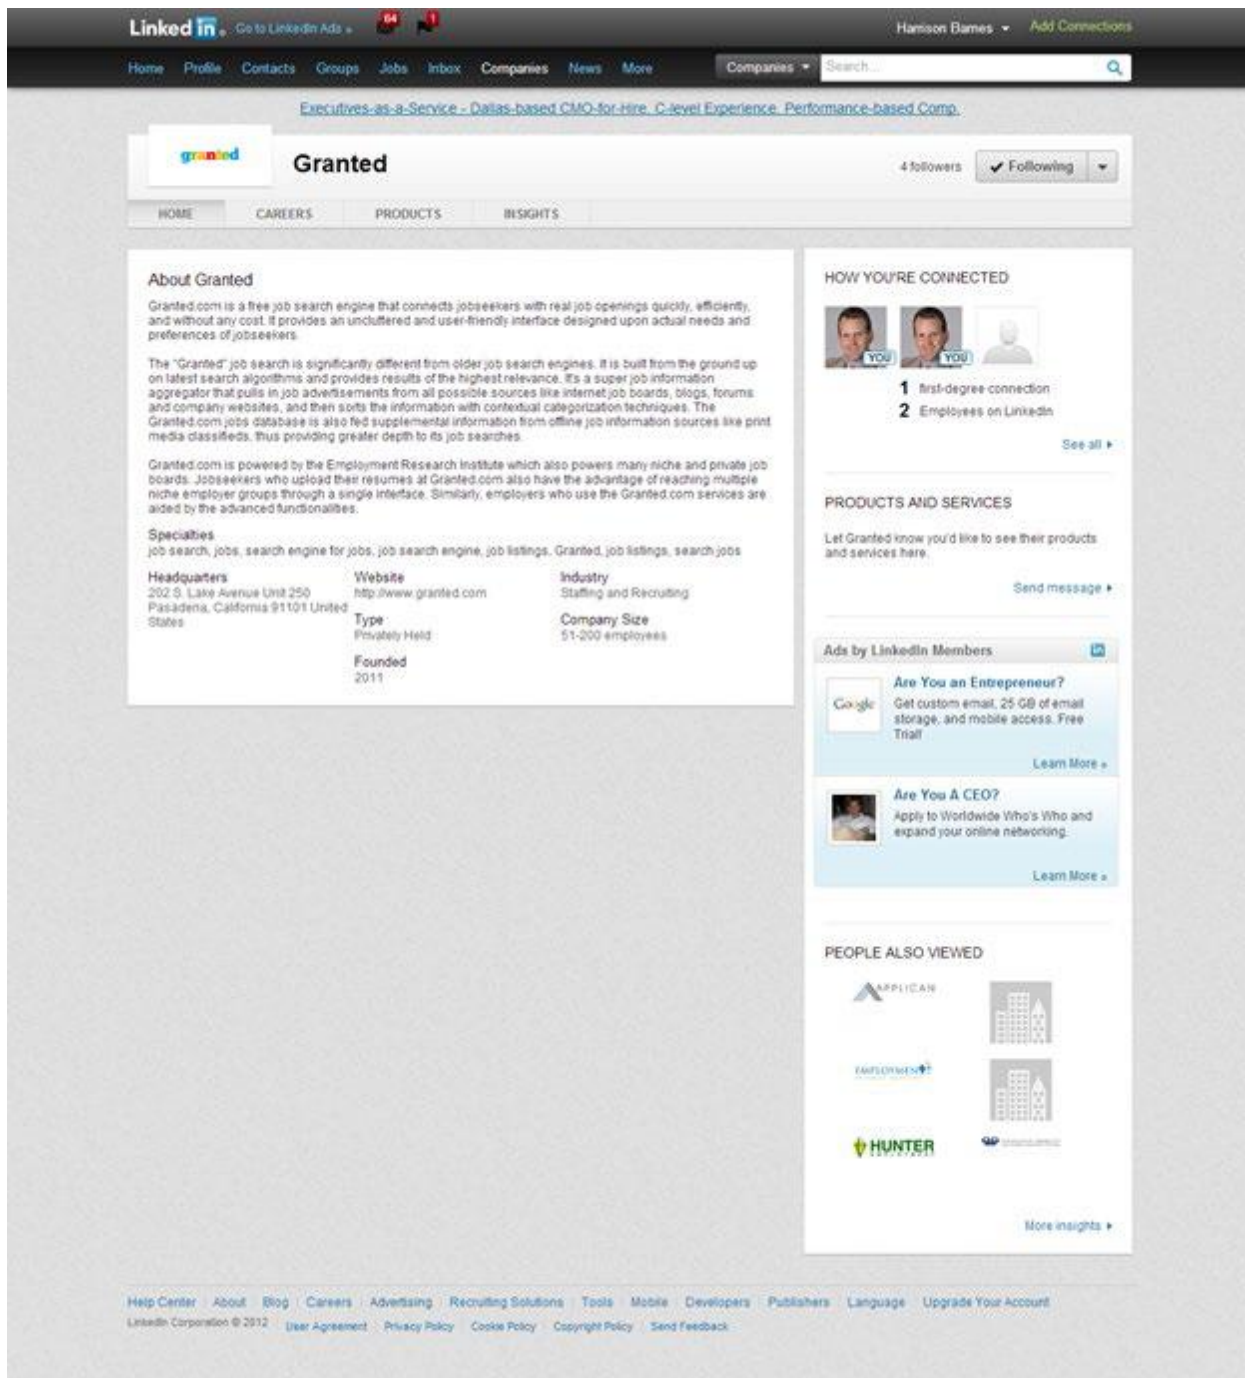 Linked in. Go to LinkedIn Ads » 64 1 Harrison Barnes Add Connections
Home Profile Contacts Groups Jobs Inbox Companies News More Companies Search...
Executives-as-a-Service - Dallas-based CMO-for-Hire. C-level Experience. Performance-based Comp.
granted Granted 4 followers Following
HOME CAREERS PRODUCTS INSIGHTS
About Granted
Granted.com is a free job search engine that connects jobseekers with real job openings quickly, efficiently,
and without any cost. It provides an uncluttered and user-friendly interface designed upon actual needs and
preferences of jobseekers.
The "Granted" job search is significantly different from older job search engines. It is built from the ground up
on latest search algorithms and provides results of the highest relevance. It's a super job information
aggregator that pulls in job advertisements from all possible sources like internet job boards, blogs, forums
and company websites, and then sorts the information with contextual categorization techniques. The
Granted.com jobs database is also fed supplemental information from offline job information sources like print
media classifieds, thus providing greater depth to its job searches.
Granted.com is powered by the Employment Research Institute which also powers many niche and private job
boards. Jobseekers who upload their resumes at Granted.com also have the advantage of reaching multiple
niche employer groups through a single interface. Similarly, employers who use the Granted.com services are
aided by the advanced functionalities.
Specialties
job search, jobs, search engine for jobs, job search engine, job listings, Granted, job listings, search jobs
Headquarters
202 S. Lake Avenue Unit 250
Pasadena, California 91101 United
States
Website
http://www.granted.com
Type
Privately Held
Founded
2011
Industry
Staffing and Recruiting
Company Size
51-200 employees
HOW YOU'RE CONNECTED
YOU YOU
1 first-degree connection
2 Employees on LinkedIn
See all
PRODUCTS AND SERVICES
Let Granted know you'd like to see their products
and services here.
Send message
Ads by LinkedIn Members in
Are You an Entrepreneur?
Google
Get custom email, 25 GB of email
storage, and mobile access. Free
Trial!
Learn More »
Are You A CEO?
Apply to Worldwide Who's Who and
expand your online networking.
Learn More »
PEOPLE ALSO VIEWED
APPLICAN
EMPLOYMENT
HUNTER
More insights
Help Center About Blog Careers Advertising Recruiting Solutions Tools Mobile Developers Publishers Language Upgrade Your Account
LinkedIn Corporation © 2012 User Agreement Privacy Policy Cookie Policy Copyright Policy Send Feedback